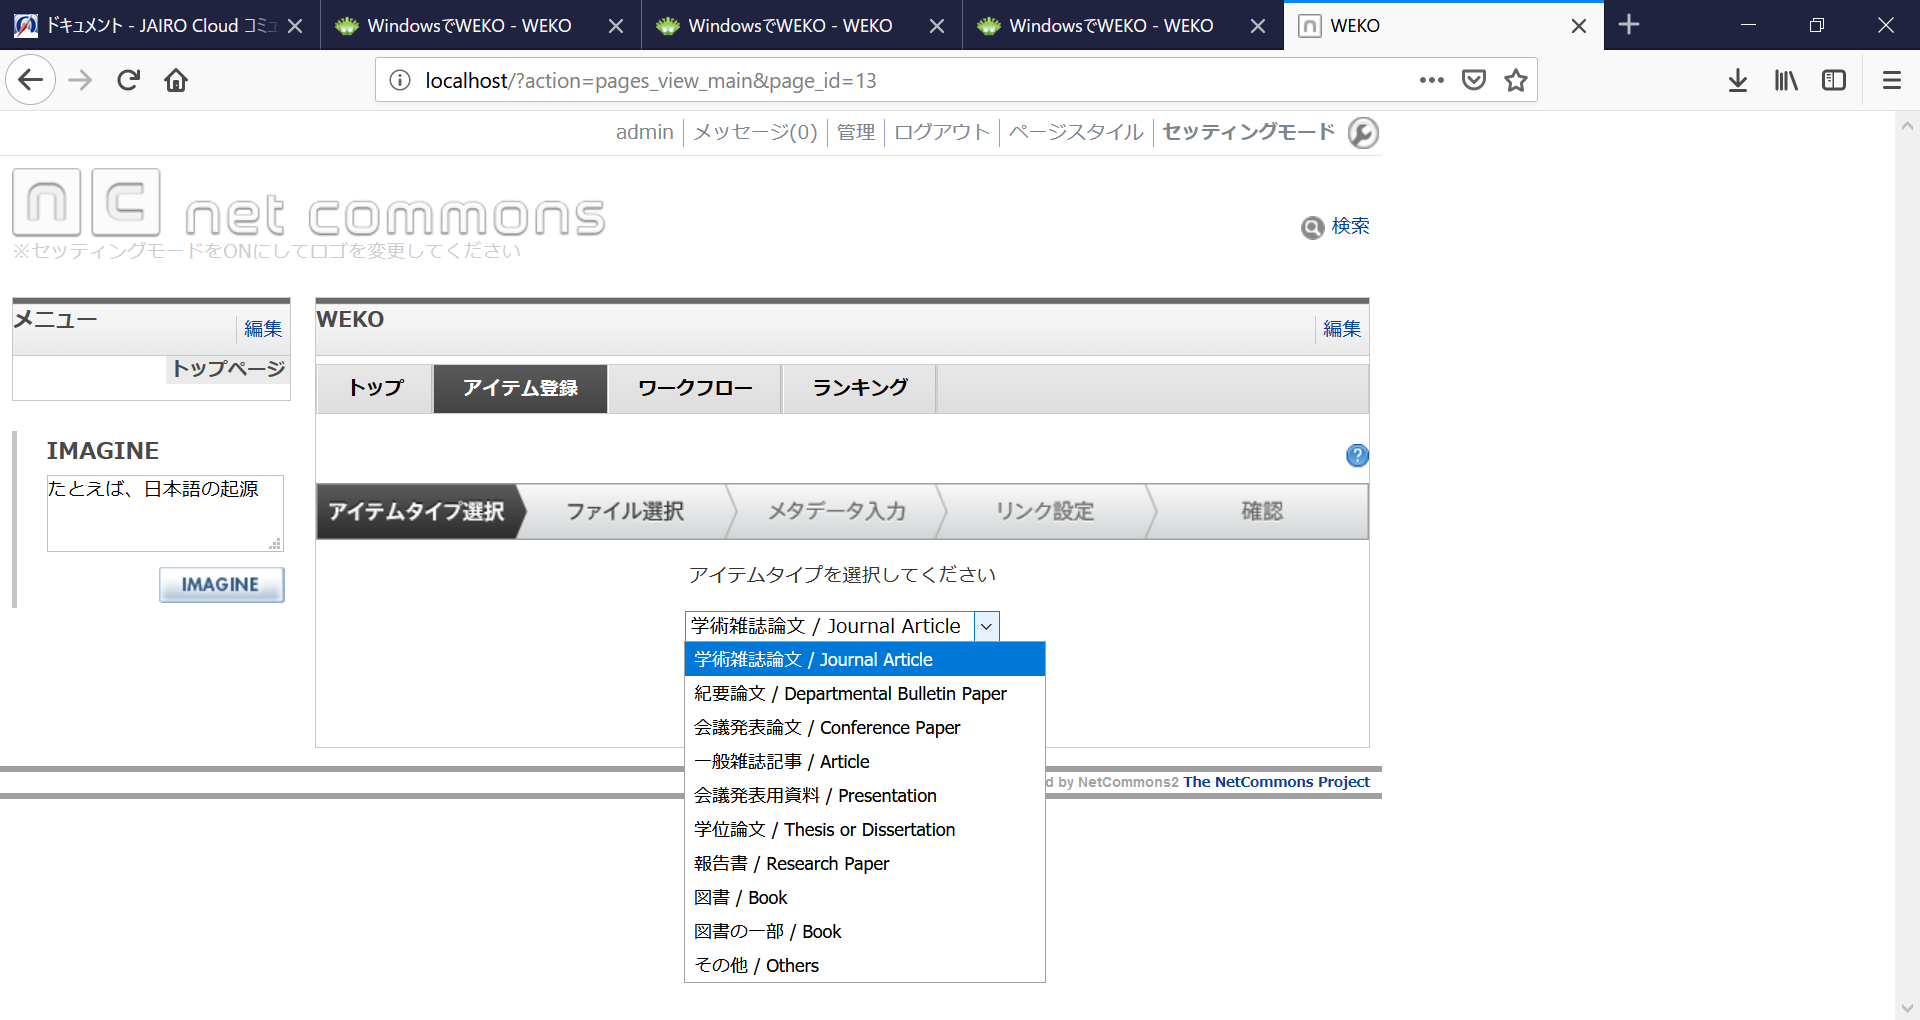 ドキュメント - JAIRO Cloud コミュ
WindowsでWEKO - WEKO
WindowsでWEKO - WEKO
WindowsでWEKO - WEKO
WEKO
localhost/?action=pages_view_main&page_id=13
admin メッセージ(0) 管理 ログアウト ページスタイル セッティングモード
nc net commons
※セッティングモードをONにしてロゴを変更してください
検索
メニュー
編集
トップページ
IMAGINE
たとえば、日本語の起源
IMAGINE
WEKO
編集
トップ アイテム登録 ワークフロー ランキング
アイテムタイプ選択 ファイル選択 メタデータ入力 リンク設定 確認
アイテムタイプを選択してください
学術雑誌論文 / Journal Article
学術雑誌論文 / Journal Article
紀要論文 / Departmental Bulletin Paper
会議発表論文 / Conference Paper
一般雑誌記事 / Article
会議発表用資料 / Presentation
学位論文 / Thesis or Dissertation
報告書 / Research Paper
図書 / Book
図書の一部 / Book
その他 / Others
d by NetCommons2 The NetCommons Project